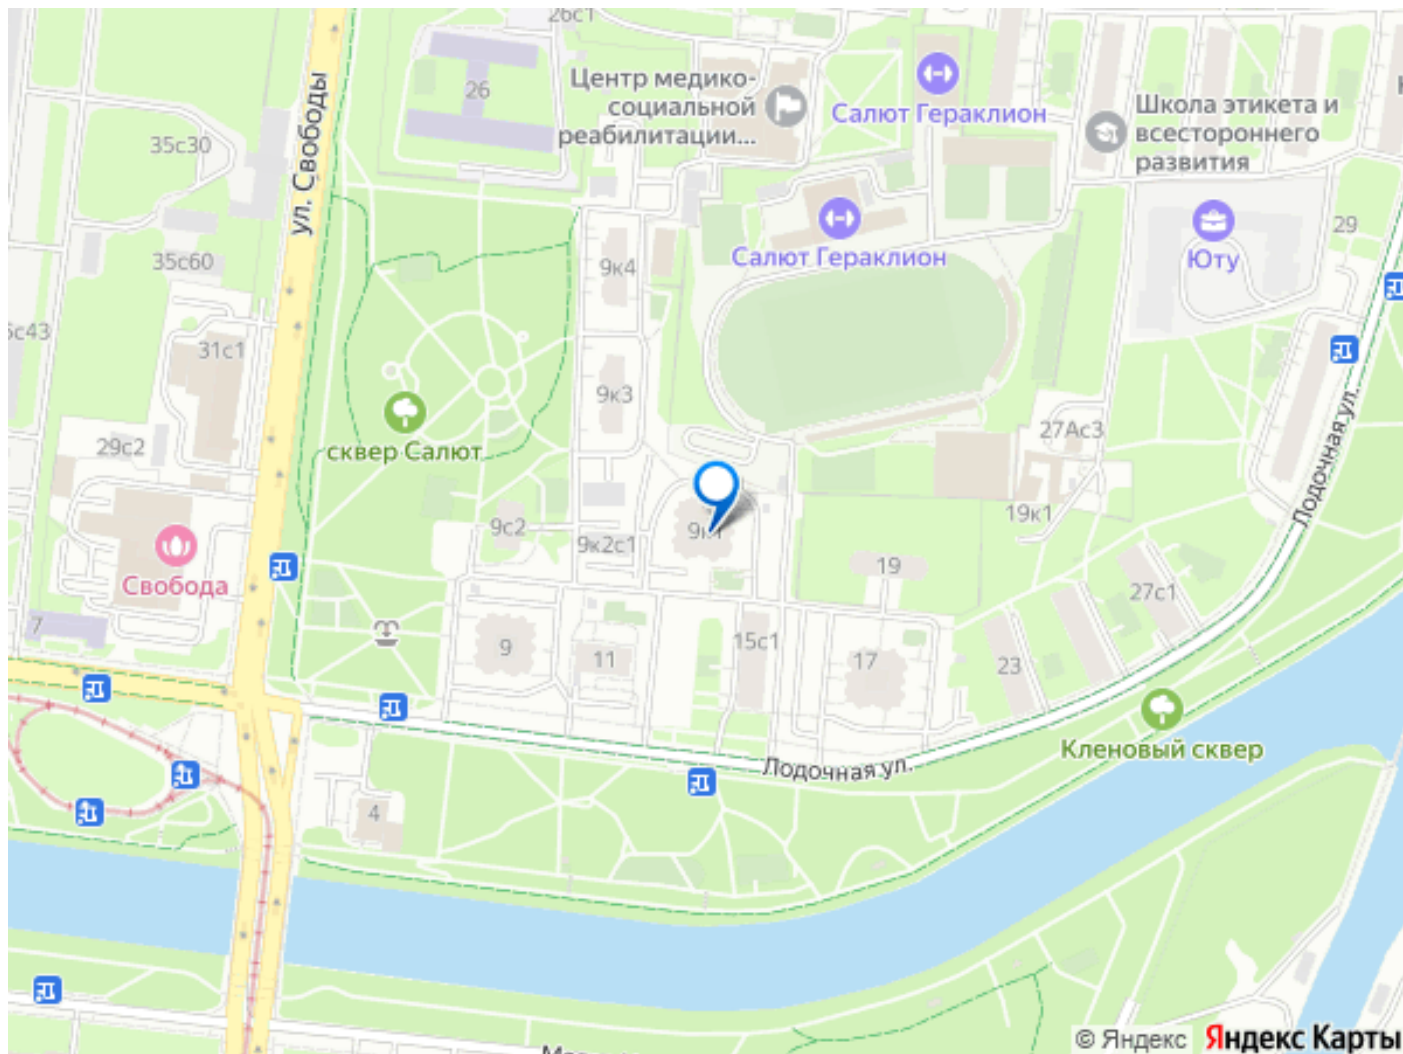 26с1
26
Центр медико-
социальной
реабилитации...
Салют Гераклион
Школа этикета и
всестороннего
развития
35с30
ул. Свободы
Салют Гераклион
Юту
29
35с60
9к4
31с1
9к3
сквер Салют
29с2
27Ас3
Лодочная ул.
9с2
9к2с1
19к1
Свобода
19
27с1
7
9
11
15с1
17
23
Кленовый сквер
Лодочная ул.
4
© Яндекс Яндекс Карты